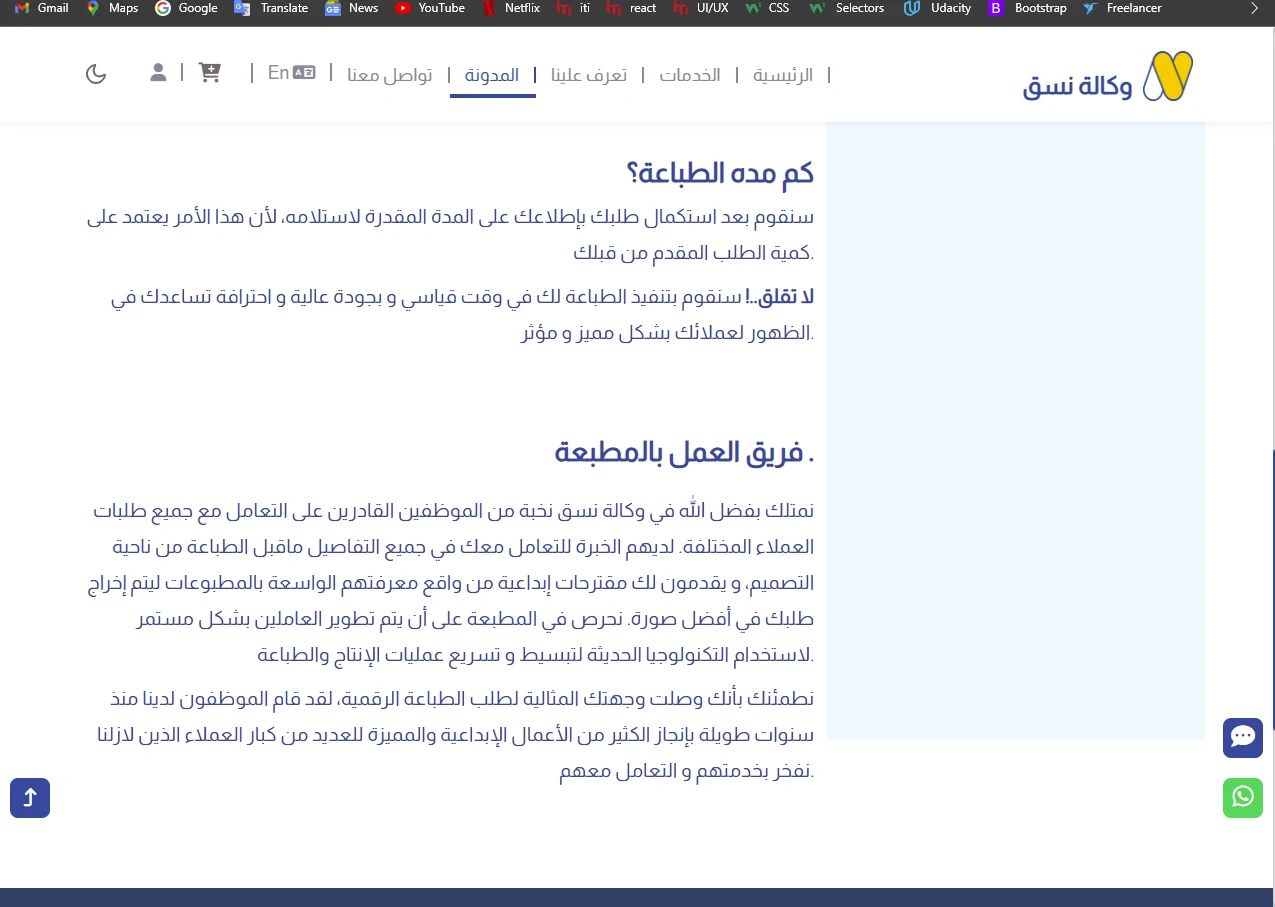 Gmail Maps Google Translate News YouTube Netflix iti react UI/UX CSS Selectors Udacity Bootstrap Freelancer
وكالة نسق
| الرئيسية | الخدمات | تعرف علينا | المدونة | تواصل معنا | En |
كم مده الطباعة؟
سنقوم بعد استكمال طلبك بإطلاعك على المدة المقدرة لاستلامه، لأن هذا الأمر يعتمد على
.كمية الطلب المقدم من قبلك
لا تقلق..! سنقوم بتنفيذ الطباعة لك في وقت قياسي و بجودة عالية و احترافة تساعدك في
.الظهور لعملائك بشكل مميز و مؤثر
. فريق العمل بالمطبعة
نمتلك بفضل الله في وكالة نسق نخبة من الموظفين القادرين على التعامل مع جميع طلبات
العملاء المختلفة. لديهم الخبرة للتعامل معك في جميع التفاصيل ماقبل الطباعة من ناحية
التصميم، و يقدمون لك مقترحات إبداعية من واقع معرفتهم الواسعة بالمطبوعات ليتم إخراج
طلبك في أفضل صورة. نحرص في المطبعة على أن يتم تطوير العاملين بشكل مستمر
.لاستخدام التكنولوجيا الحديثة لتبسيط و تسريع عمليات الإنتاج والطباعة
نطمئنك بأنك وصلت وجهتك المثالية لطلب الطباعة الرقمية، لقد قام الموظفون لدينا منذ
سنوات طويلة بإنجاز الكثير من الأعمال الإبداعية والمميزة للعديد من كبار العملاء الذين لازلنا
.نفخر بخدمتهم و التعامل معهم